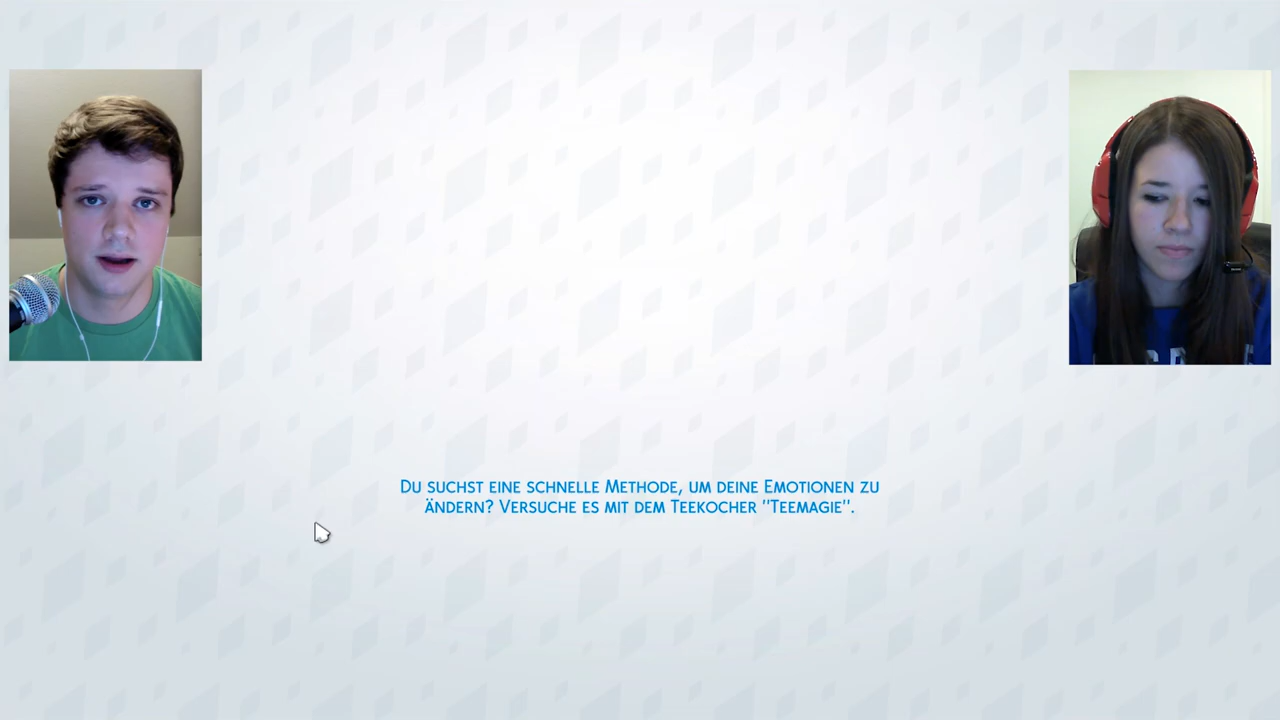 Du suchst eine schnelle Methode, um deine Emotionen zu
ändern? Versuche es mit dem Teekocher "Teemagie".